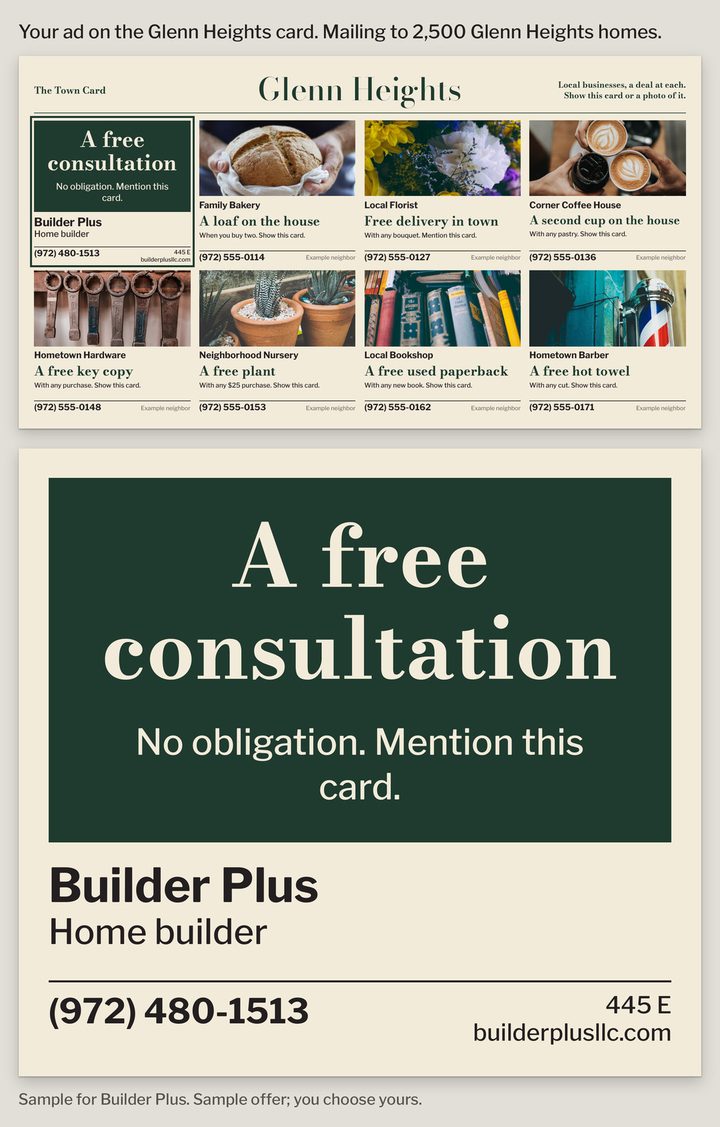 Your ad on the Glenn Heights card. Mailing to 2,500 Glenn Heights homes.
The Town Card
Glenn Heights
Local businesses, a deal at each.
Show this card or a photo of it.
A free
consultation
No obligation. Mention this
card.
Builder Plus
Home builder
(972) 480-1513
445 E
builderplusllc.com
Family Bakery
A loaf on the house
When you buy two. Show this card.
(972) 555-0114
Example neighbor
Local Florist
Free delivery in town
With any bouquet. Mention this card.
(972) 555-0127
Example neighbor
Corner Coffee House
A second cup on the house
With any pastry. Show this card.
(972) 555-0136
Example neighbor
Hometown Hardware
A free key copy
With any purchase. Show this card.
(972) 555-0148
Example neighbor
Neighborhood Nursery
A free plant
With any $25 purchase. Show this card.
(972) 555-0153
Example neighbor
Local Bookshop
A free used paperback
With any new book. Show this card.
(972) 555-0162
Example neighbor
Hometown Barber
A free hot towel
With any cut. Show this card.
(972) 555-0171
Example neighbor
A free
consultation
No obligation. Mention this
card.
Builder Plus
Home builder
(972) 480-1513
445 E
builderplusllc.com
Sample for Builder Plus. Sample offer; you choose yours.